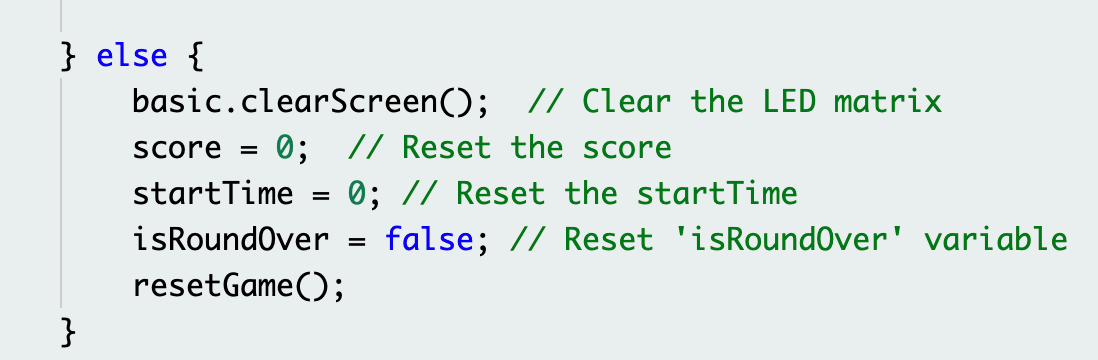 } else {
basic.clearScreen();  // Clear the LED matrix
score = 0;  // Reset the score
startTime = 0; // Reset the startTime
isRoundOver = false; // Reset 'isRoundOver' variable
resetGame();
}